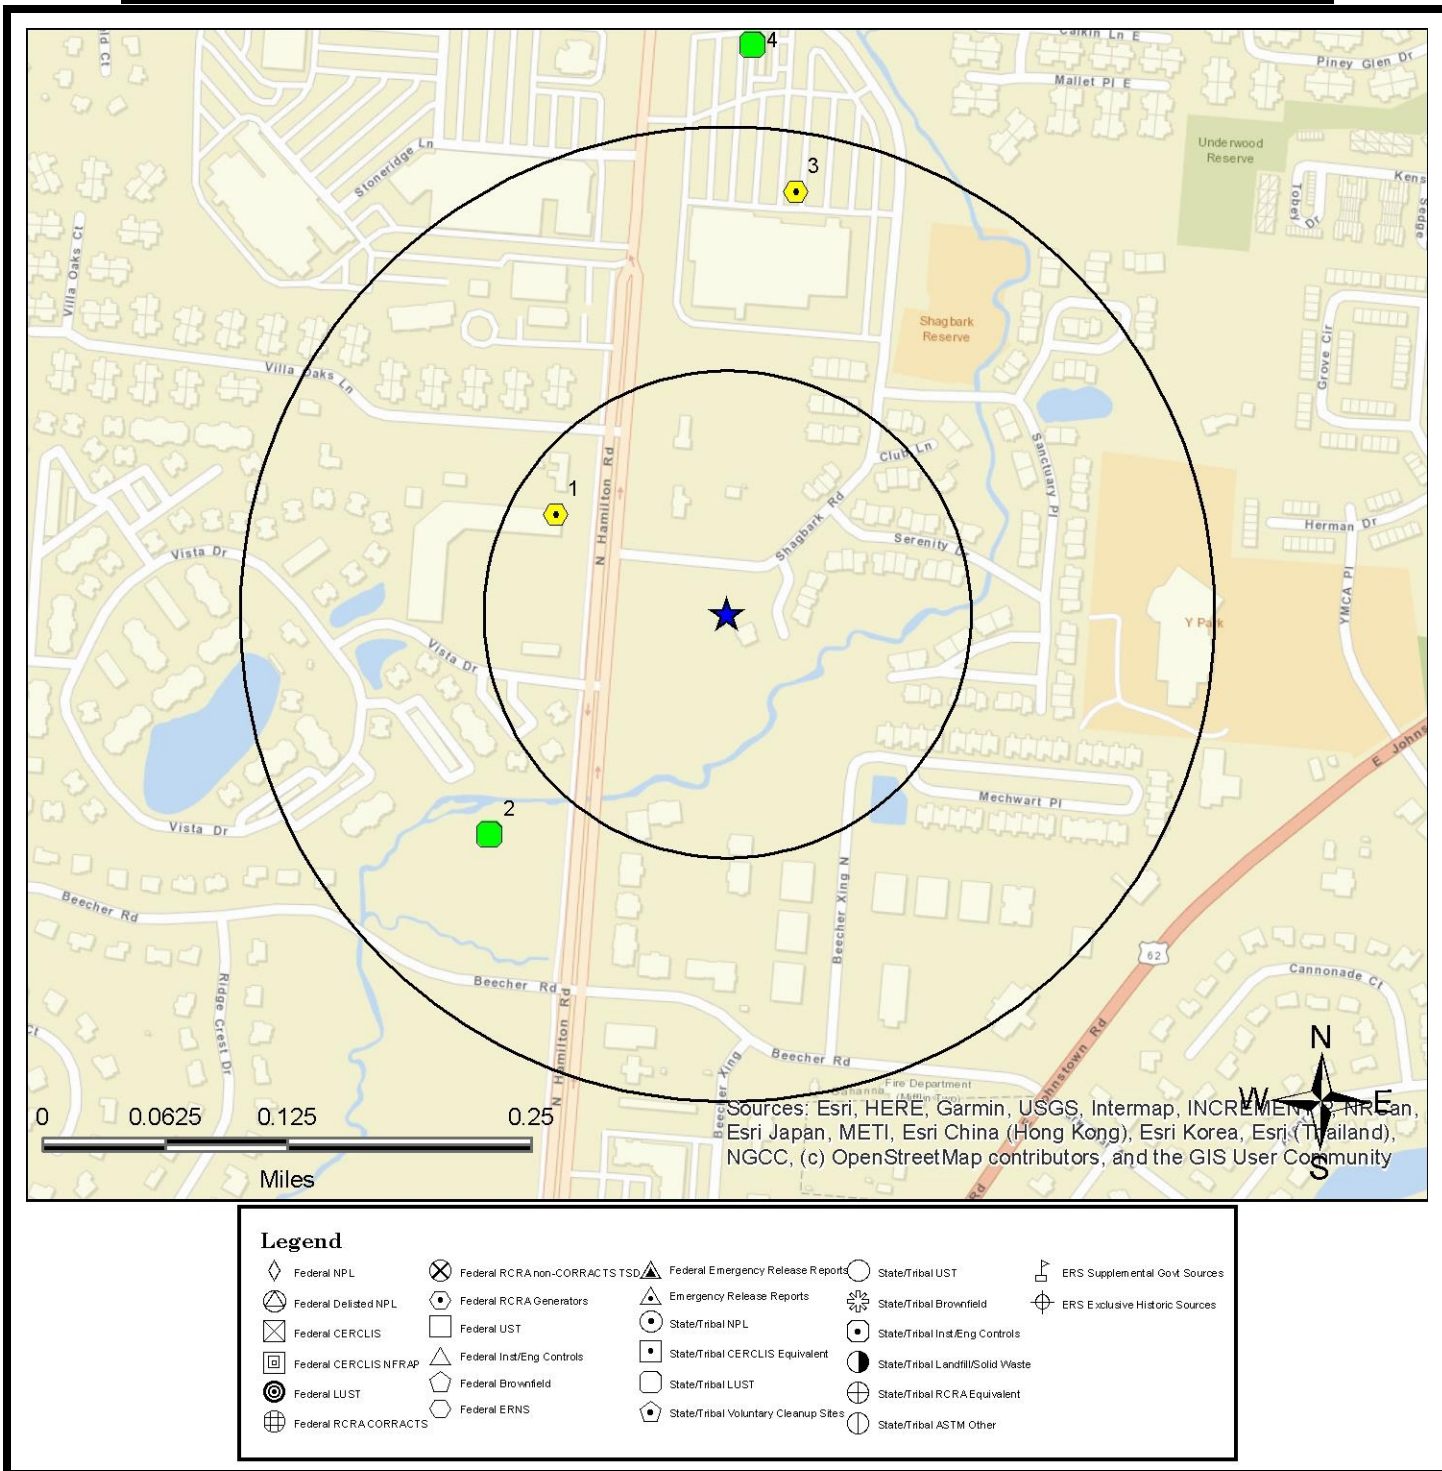 4
Calkin Ln E
Piney Glen Dr
Mallet Pl E
Underwood
Reserve
Stoneridge Ln
3
Kens
Tobey
Dr
Sedge
Villa Oaks Ct
Shagbark
Reserve
Grove Cir
Villa Oaks Ln
Club Ln
Sanctuary Pl
N Hamilton Rd
1
Shagbark Rd
Herman Dr
Serenity
Vista Dr
YMCA Pl
Y Park
Vista Dr
E Johns
Mechwart Pl
2
Vista Dr
Beecher Rd
Beecher Xing N
62
Cannonade Ct
Ridge Crest Dr
Beecher Rd
N Hamilton Rd
Ct
Johnstown Rd
Beecher Rd
Beecher Xing
Fire Department
N
W
E
S
0 0.0625 0.125 0.25
Miles
Sources: Esri, HERE, Garmin, USGS, Intermap, INCREMENT P, NRCan,
Esri Japan, METI, Esri China (Hong Kong), Esri Korea, Esri (Thailand),
NGCC, (c) OpenStreetMap contributors, and the GIS User Community
Rd
Legend
Federal NPL
Federal Delisted NPL
Federal CERCLIS
Federal CERCLIS NFRAP
Federal LUST
Federal RCRA CORRACTS
Federal RCRA non-CORRACTS TSD
Federal RCRA Generators
Federal UST
Federal Inst/Eng Controls
Federal Brownfield
Federal ERNS
Federal Emergency Release Reports
Emergency Release Reports
State/Tribal NPL
State/Tribal CERCLIS Equivalent
State/Tribal LUST
State/Tribal Voluntary Cleanup Sites
State/Tribal UST
State/Tribal Brownfield
State/Tribal Inst/Eng Controls
State/Tribal Landfill/Solid Waste
State/Tribal RCRA Equivalent
State/Tribal ASTM Other
ERS Supplemental Govt Sources
ERS Exclusive Historic Sources